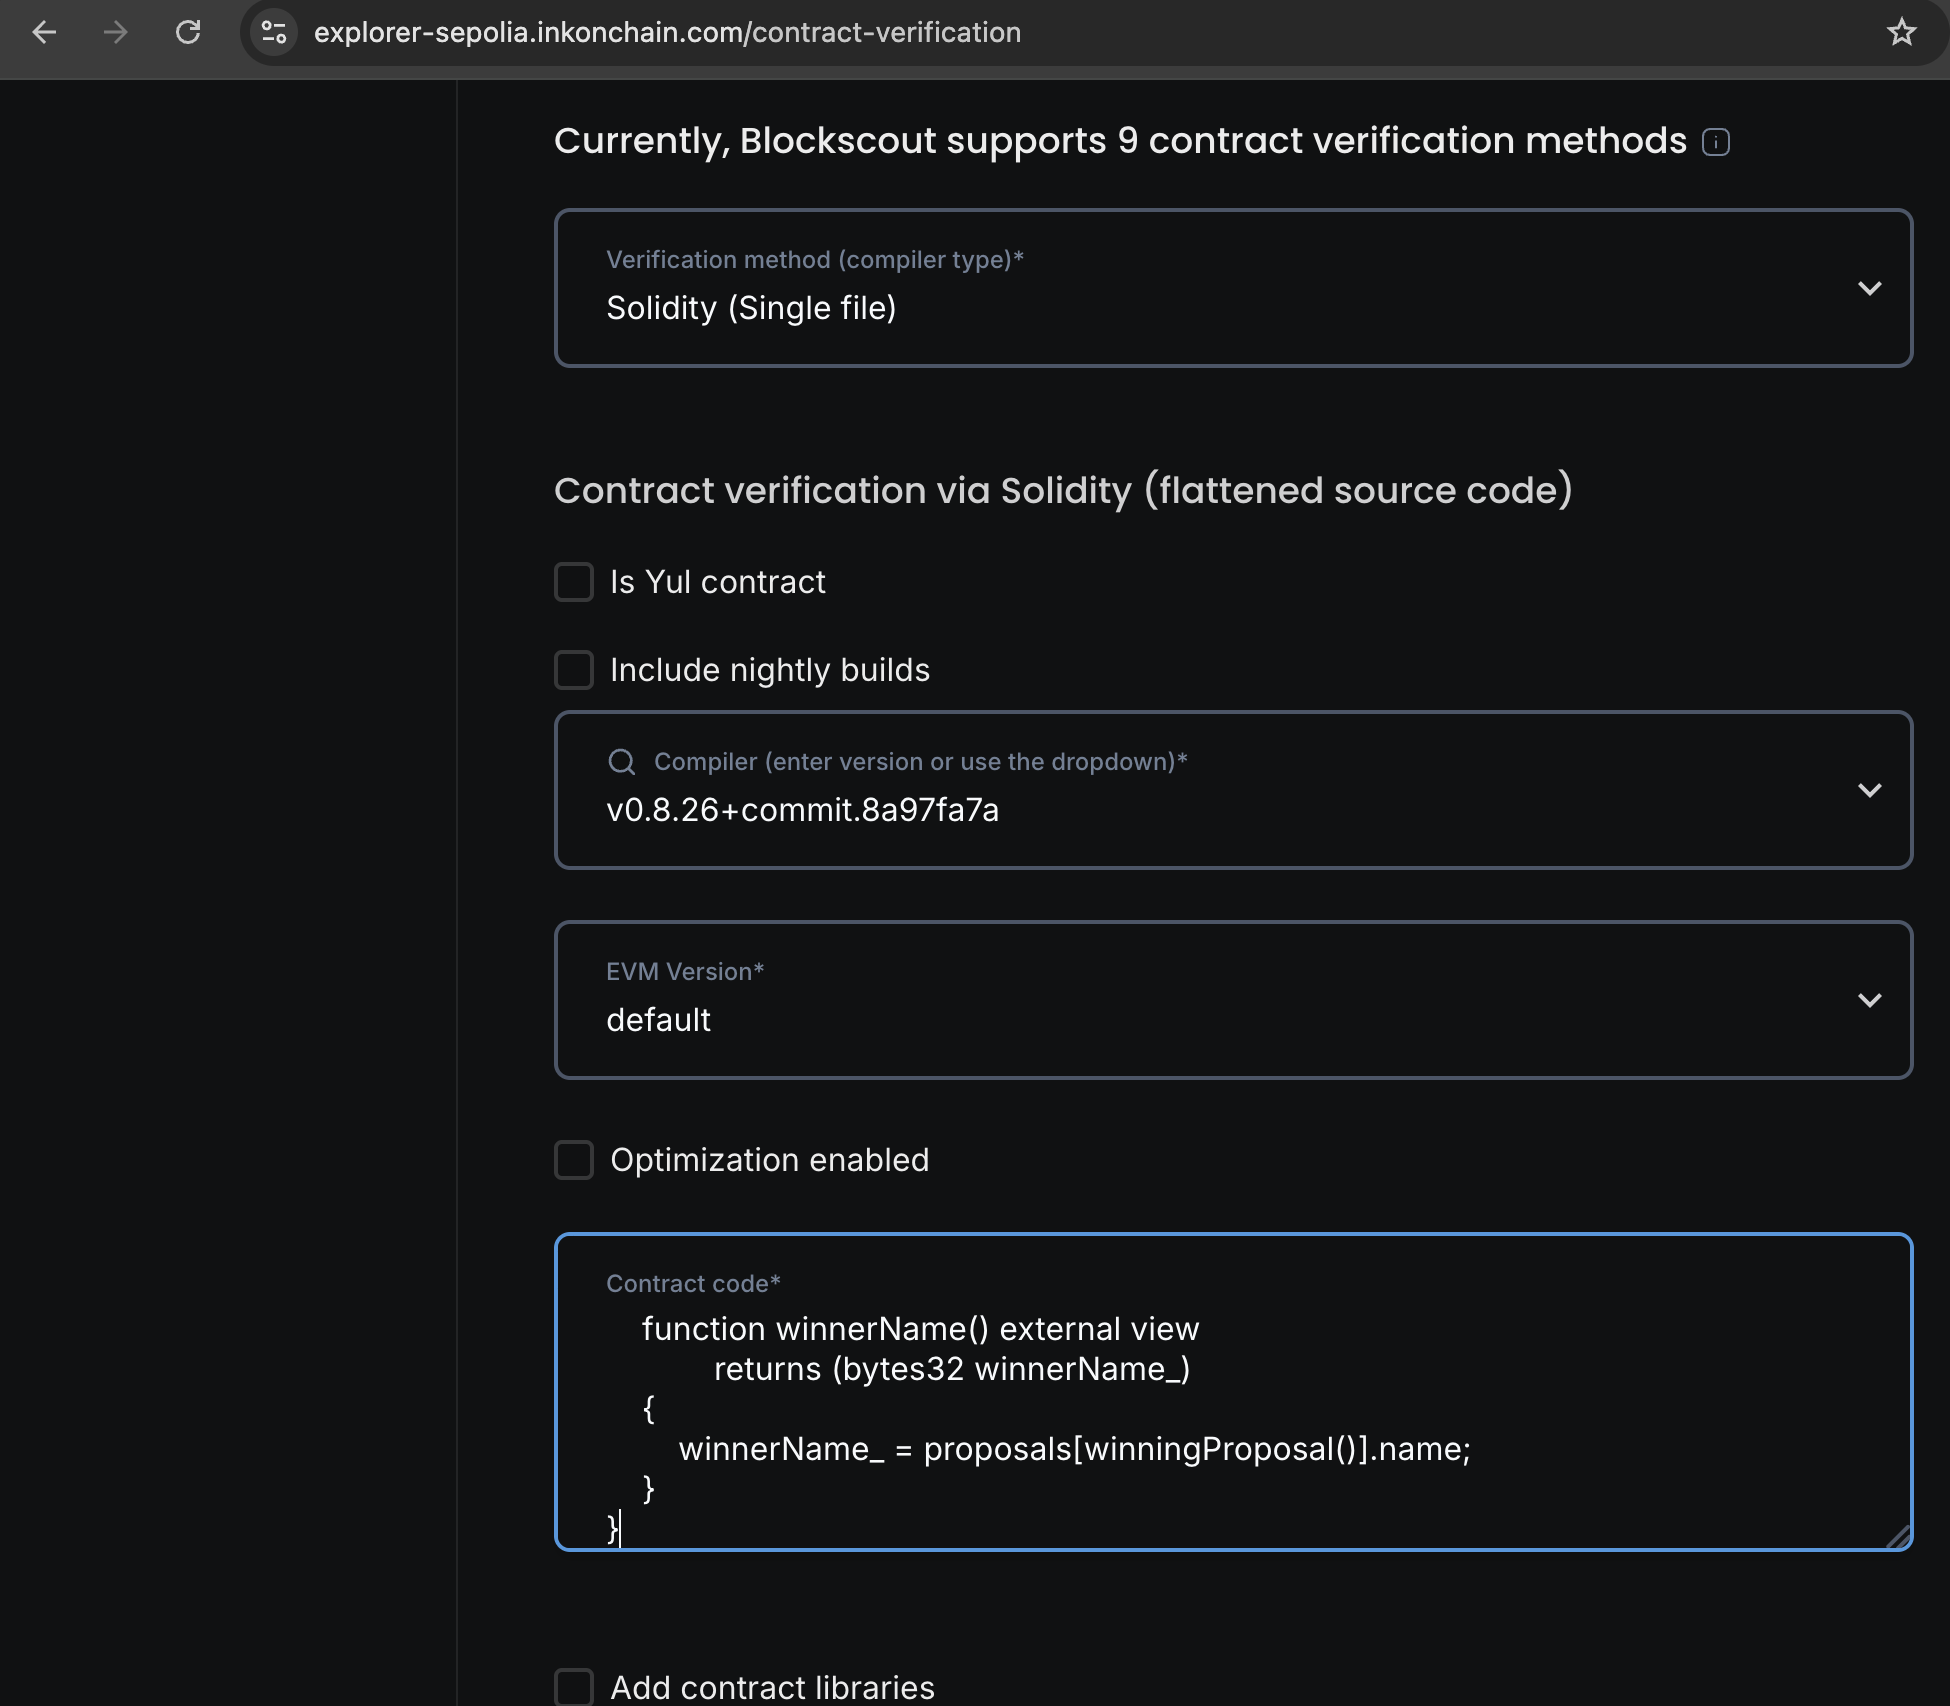 explorer-sepolia.inkonchain.com/contract-verification
Currently, Blockscout supports 9 contract verification methods
Verification method (compiler type)*
Solidity (Single file)
Contract verification via Solidity (flattened source code)
Is Yul contract
Include nightly builds
Compiler (enter version or use the dropdown)*
v0.8.26+commit.8a97fa7a
EVM Version*
default
Optimization enabled
Contract code*
function winnerName() external view
returns (bytes32 winnerName_)
{
winnerName_ = proposals[winningProposal()].name;
}
}
Add contract libraries